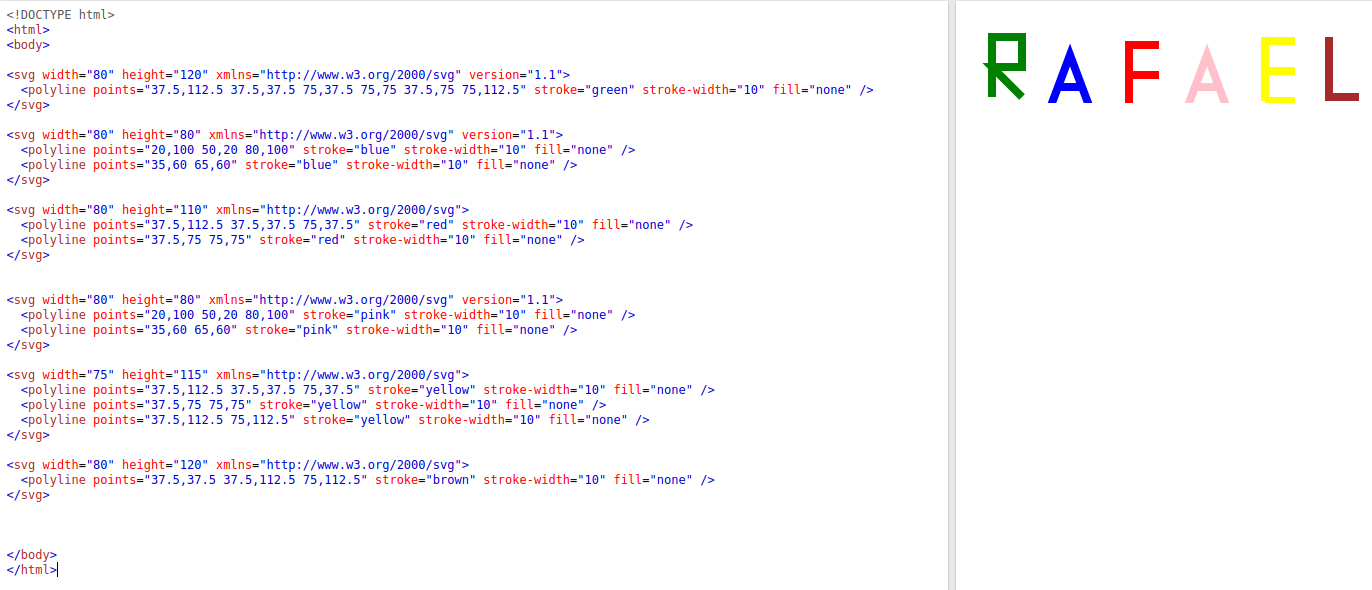 <!DOCTYPE html>
<html>
<body>
<svg width="80" height="120" xmlns="http://www.w3.org/2000/svg" version="1.1">
  <polyline points="37.5,112.5 37.5,37.5 75,37.5 75,75 37.5,75 75,112.5" stroke="green" stroke-width="10" fill="none" />
</svg>
<svg width="80" height="80" xmlns="http://www.w3.org/2000/svg" version="1.1">
  <polyline points="20,100 50,20 80,100" stroke="blue" stroke-width="10" fill="none" />
  <polyline points="35,60 65,60" stroke="blue" stroke-width="10" fill="none" />
</svg>
<svg width="80" height="110" xmlns="http://www.w3.org/2000/svg">
  <polyline points="37.5,112.5 37.5,37.5 75,37.5" stroke="red" stroke-width="10" fill="none" />
  <polyline points="37.5,75 75,75" stroke="red" stroke-width="10" fill="none" />
</svg>
<svg width="80" height="80" xmlns="http://www.w3.org/2000/svg" version="1.1">
  <polyline points="20,100 50,20 80,100" stroke="pink" stroke-width="10" fill="none" />
  <polyline points="35,60 65,60" stroke="pink" stroke-width="10" fill="none" />
</svg>
<svg width="75" height="115" xmlns="http://www.w3.org/2000/svg">
  <polyline points="37.5,112.5 37.5,37.5 75,37.5" stroke="yellow" stroke-width="10" fill="none" />
  <polyline points="37.5,75 75,75" stroke="yellow" stroke-width="10" fill="none" />
  <polyline points="37.5,112.5 75,112.5" stroke="yellow" stroke-width="10" fill="none" />
</svg>
<svg width="80" height="120" xmlns="http://www.w3.org/2000/svg">
  <polyline points="37.5,37.5 37.5,112.5 75,112.5" stroke="brown" stroke-width="10" fill="none" />
</svg>
</body>
</html>
RAFAEL